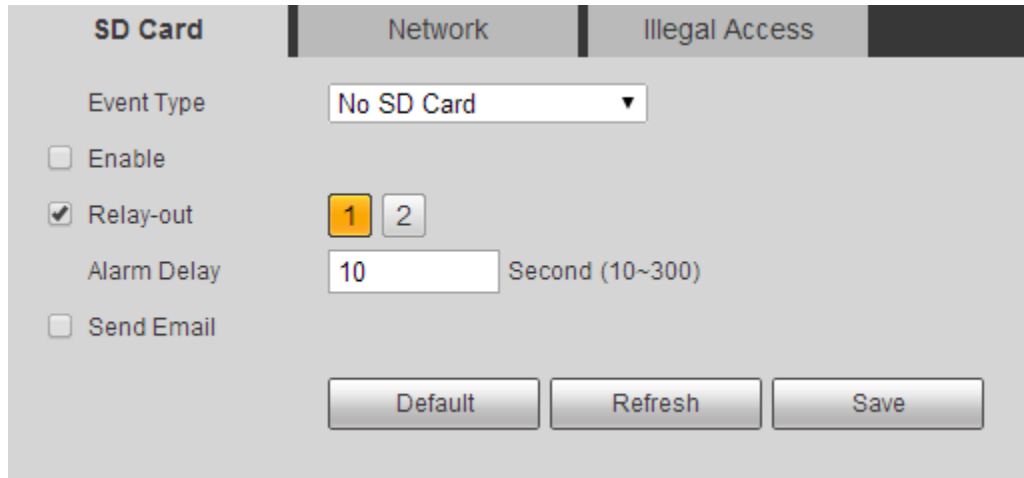 SD Card Network Illegal Access
Event Type No SD Card
Enable
Relay-out 1 2
Alarm Delay 10 Second (10~300)
Send Email
Default Refresh Save